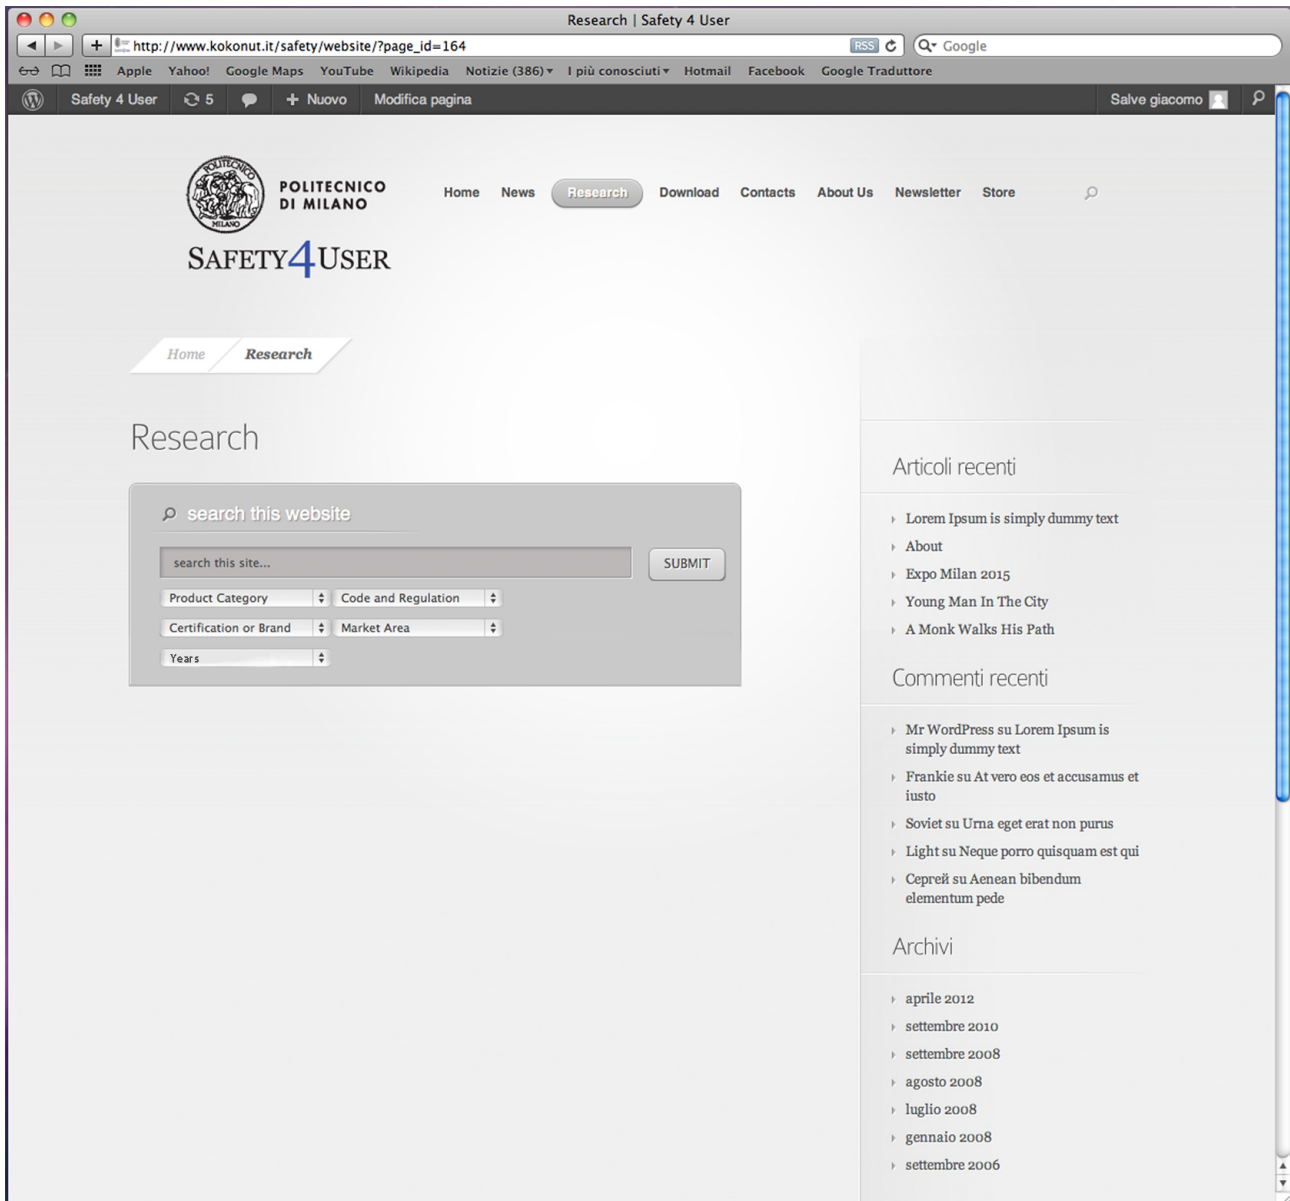 Research | Safety 4 User
http://www.kokonut.it/safety/website/?page_id=164
RSS
Google
Apple Yahoo! Google Maps YouTube Wikipedia Notizie (386) I più conosciuti Hotmail Facebook Google Traduttore
Safety 4 User 5 + Nuovo Modifica pagina Salve giacomo
POLITECNICO MILANO
POLITECNICO
DI MILANO
SAFETY4USER
Home News Research Download Contacts About Us Newsletter Store
Home Research
Research
search this website
search this site...
SUBMIT
Product Category Code and Regulation
Certification or Brand Market Area
Years
Articoli recenti
Lorem Ipsum is simply dummy text
About
Expo Milan 2015
Young Man In The City
A Monk Walks His Path
Commenti recenti
Mr WordPress su Lorem Ipsum is
simply dummy text
Frankie su At vero eos et accusamus et
iusto
Soviet su Urna eget erat non purus
Light su Neque porro quisquam est qui
Сергей su Aenean bibendum
elementum pede
Archivi
aprile 2012
settembre 2010
settembre 2008
agosto 2008
luglio 2008
gennaio 2008
settembre 2006